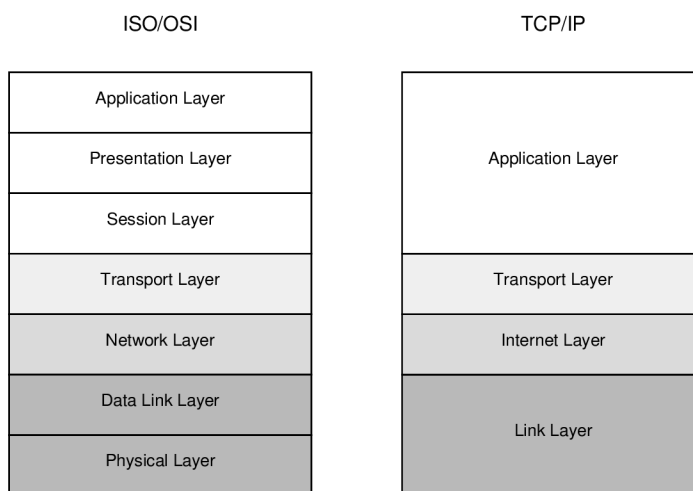 ISO/OSI
Application Layer
Presentation Layer
Session Layer
Transport Layer
Network Layer
Data Link Layer
Physical Layer
TCP/IP
Application Layer
Transport Layer
Internet Layer
Link Layer